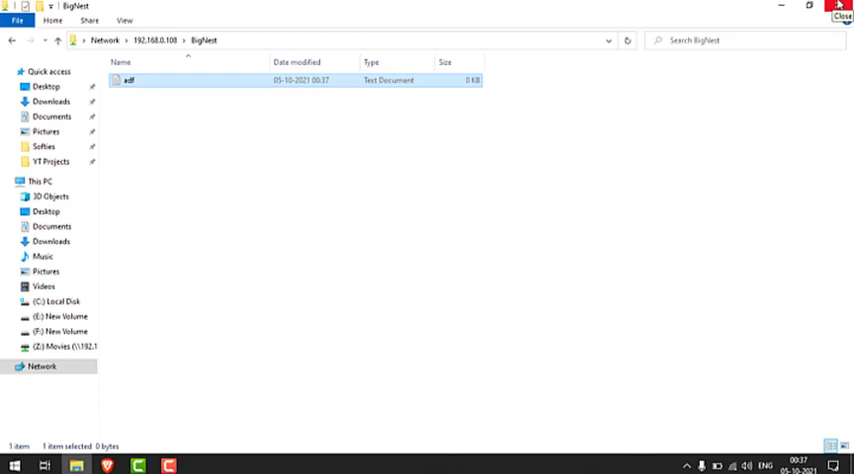 BigNest
Close
File Home Share View
Network 192.168.0.108 BigNest
Search BigNest
Name Date modified Type Size
adf 05-10-2021 00:37 Text Document 0 KB
Quick access
Desktop
Downloads
Documents
Pictures
Softies
YT Projects
This PC
3D Objects
Desktop
Documents
Downloads
Music
Pictures
Videos
(C:) Local Disk
(E:) New Volume
(F:) New Volume
(Z:) Movies (\\192.1
Network
1 item 1 item selected 0 bytes
ENG
00:37
05-10-2021